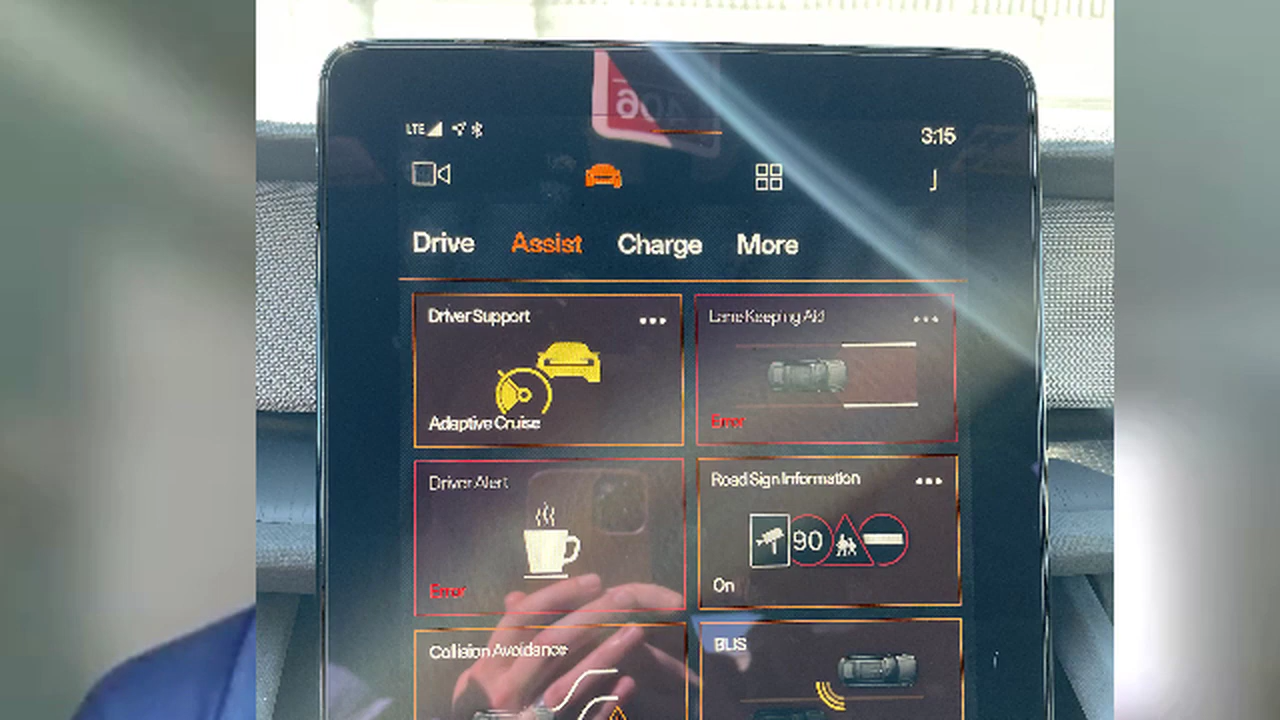 LTE
3:15
Drive Assist Charge More
Driver Support
Adaptive Cruise
Lane Keeping Aid
Error
Driver Alert
Error
Road Sign Information
90
On
Collision Avoidance
BLIS